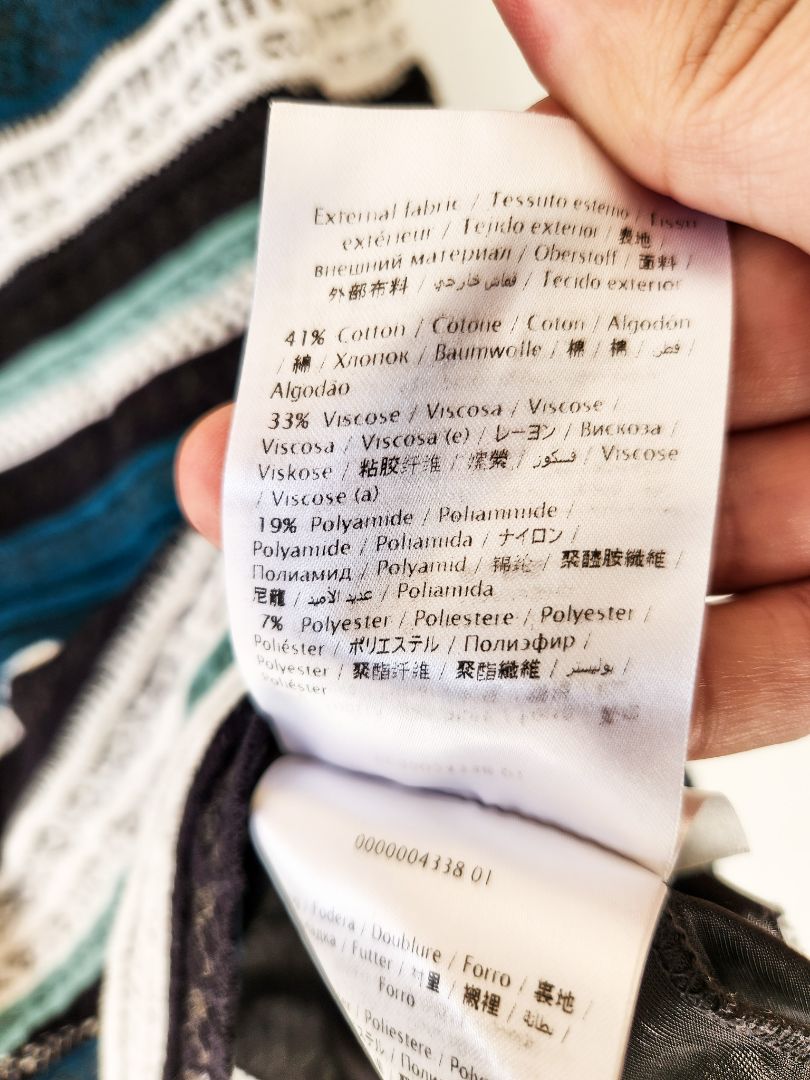 External fabric / Tessuto esterno / Tissu
extérieur / Tejido exterior / 表地 /
внешний материал / Oberstoff / 面料 /
外部布料 / قماش خارجي / Tecido exterior
41% Cotton / Cotone / Coton / Algodón
/ 綿 / Хлопок / Baumwolle / 棉 / 棉 / قطن /
Algodão
33% Viscose / Viscosa / Viscose /
Viscosa / Viscosa (e) / レーヨン / Вискоза /
Viskose / 粘胶纤维 / فسكوز / Viscose
/ Viscose (a)
19% Polyamide / Poliammide /
Polyamide / Poliamida / ナイロン /
Полиамид / Polyamid / 锦纶 / 聚醯胺纖維 /
尼龍 / عديد الأميد / Poliamida
7% Polyester / Poliestere / Polyester /
Poliéster / ポリエステル / Полиэфир /
Polyester / 聚酯纤维 / 聚酯纖維 / بوليستر /
Poliéster
0000004338 01
Fodera / Doublure / Forro / 裏地 /
Futter / 衬里 / 襯裡 / بطانة /
Forro
/ Poliestere /